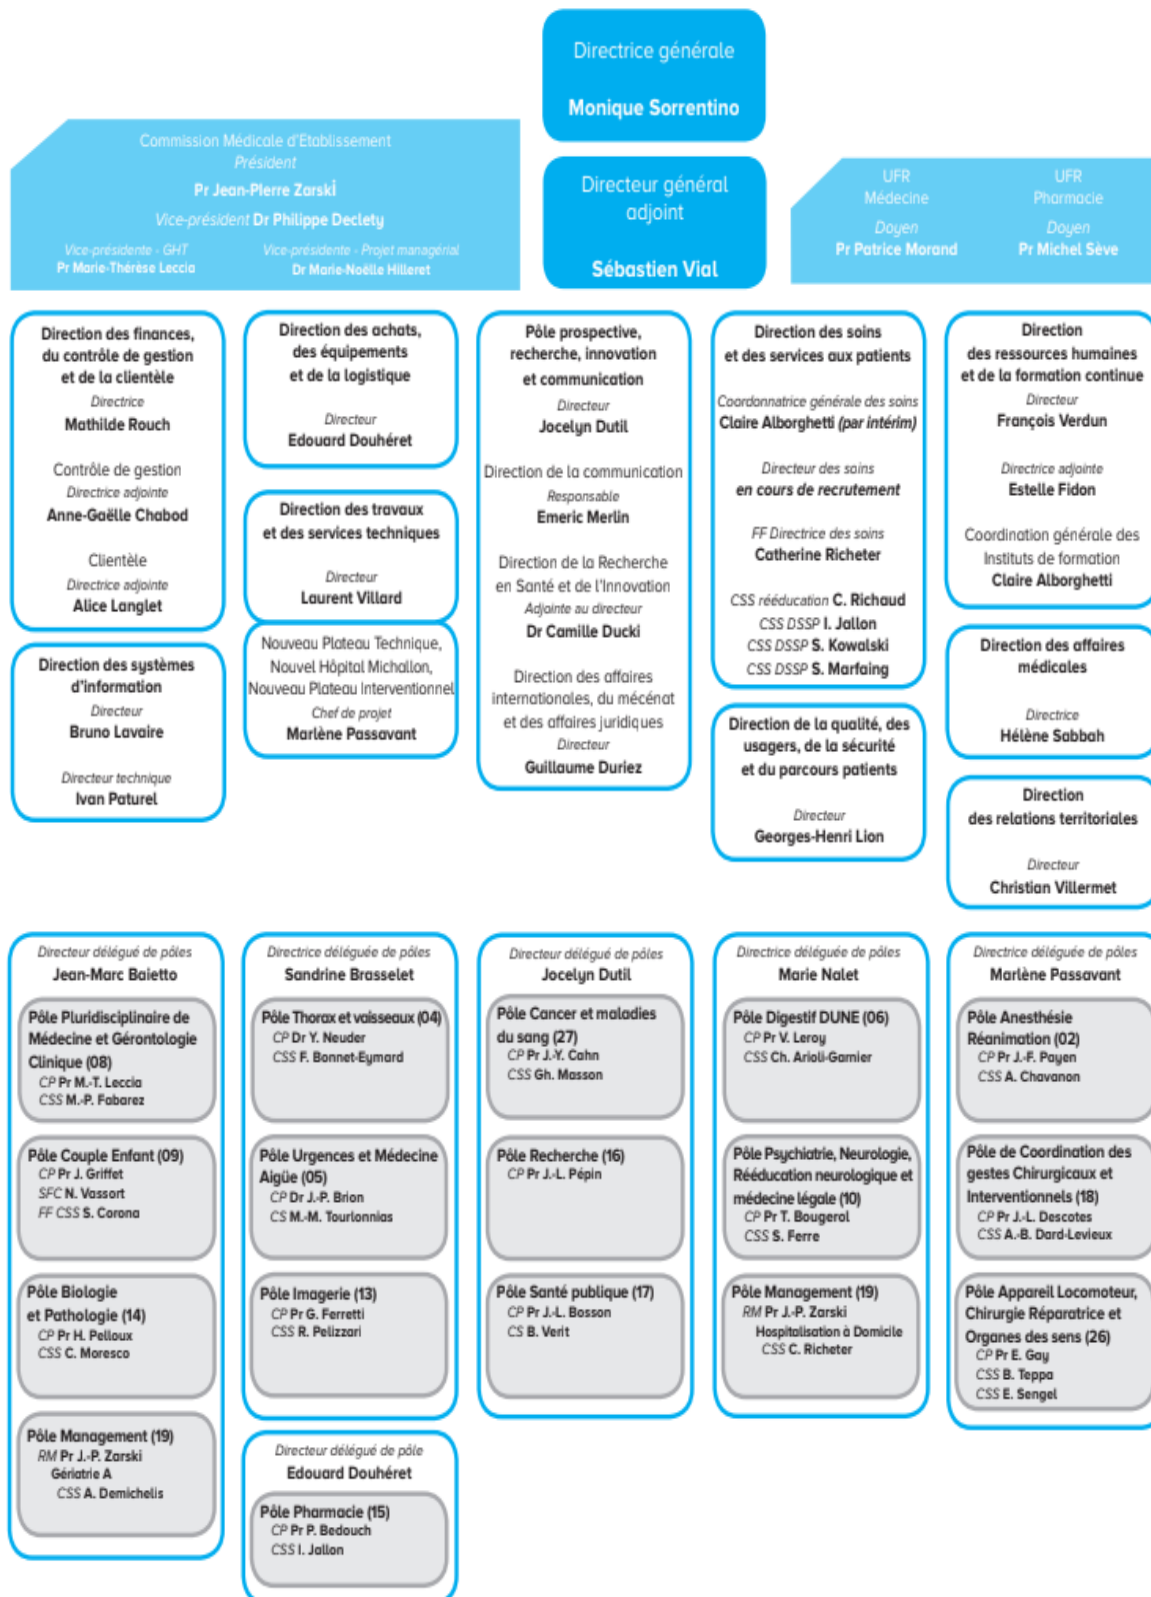 Directrice générale
Monique Sorrentino
Commission Médicale d'Etablissement
Président
Pr Jean-PIerre Zarski
Vice-président Dr Philippe Declety
Vice-présidente - GHT
Pr Marie-Thérèse Leccia
Vice-présidente - Projet managérial
Dr Marie-Noëlle Hilleret
Directeur général
adjoint
Sébastien Vial
UFR
Médecine
Doyen
Pr Patrice Morand
UFR
Pharmacie
Doyen
Pr Michel Sève
Direction des finances,
du contrôle de gestion
et de la clientèle
Directrice
Mathilde Rouch
Contrôle de gestion
Directrice adjointe
Anne-Gaëlle Chabod
Clientèle
Directrice adjointe
Alice Langlet
Direction des systèmes
d'information
Directeur
Bruno Lavaire
Directeur technique
Ivan Paturel
Direction des achats,
des équipements
et de la logistique
Directeur
Edouard Douhéret
Direction des travaux
et des services techniques
Directeur
Laurent Villard
Nouveau Plateau Technique,
Nouvel Hôpital Michallon,
Nouveau Plateau Interventionnel
Chef de projet
Marlène Passavant
Pôle prospective,
recherche, innovation
et communication
Directeur
Jocelyn Dutil
Direction de la communication
Responsable
Emeric Merlin
Direction de la Recherche
en Santé et de l'Innovation
Adjointe au directeur
Dr Camille Ducki
Direction des affaires
internationales, du mécénat
et des affaires juridiques
Directeur
Guillaume Duriez
Direction des soins
et des services aux patients
Coordonnatrice générale des soins
Claire Alborghetti (par intérim)
Directeur des soins
en cours de recrutement
FF Directrice des soins
Catherine Richeter
CSS rééducation C. Richaud
CSS DSSP I. Jallon
CSS DSSP S. Kowalski
CSS DSSP S. Marfaing
Direction de la qualité, des
usagers, de la sécurité
et du parcours patients
Directeur
Georges-Henri Lion
Direction
des ressources humaines
et de la formation continue
Directeur
François Verdun
Directrice adjointe
Estelle Fidon
Coordination générale des
Instituts de formation
Claire Alborghetti
Direction des affaires
médicales
Directrice
Hélène Sabbah
Direction
des relations territoriales
Directeur
Christian Villermet
Directeur délégué de pôles
Jean-Marc Baietto
Pôle Pluridisciplinaire de
Médecine et Gérontologie
Clinique (08)
CP Pr M.-T. Leccia
CSS M.-P. Fabarez
Pôle Couple Enfant (09)
CP Pr J. Griffet
SFC N. Vassort
FF CSS S. Corona
Pôle Biologie
et Pathologie (14)
CP Pr H. Pelloux
CSS C. Moresco
Pôle Management (19)
RM Pr J.-P. Zarski
Gériatrie A
CSS A. Demichelis
Directrice déléguée de pôles
Sandrine Brasselet
Pôle Thorax et vaisseaux (04)
CP Dr Y. Neuder
CSS F. Bonnet-Eymard
Pôle Urgences et Médecine
Aigüe (05)
CP Dr J.-P. Brion
CS M.-M. Tourlonnias
Pôle Imagerie (13)
CP Pr G. Ferretti
CSS R. Pelizzari
Directeur délégué de pôle
Edouard Douhéret
Pôle Pharmacie (15)
CP Pr P. Bedouch
CSS I. Jallon
Directeur délégué de pôles
Jocelyn Dutil
Pôle Cancer et maladies
du sang (27)
CP Pr J.-Y. Cahn
CSS Gh. Masson
Pôle Recherche (16)
CP Pr J.-L. Pépin
Pôle Santé publique (17)
CP Pr J.-L. Bosson
CS B. Verit
Directrice déléguée de pôles
Marie Nalet
Pôle Digestif DUNE (06)
CP Pr V. Leroy
CSS Ch. Arioli-Garnier
Pôle Psychiatrie, Neurologie,
Rééducation neurologique et
médecine légale (10)
CP Pr T. Bougerol
CSS S. Ferre
Pôle Management (19)
RM Pr J.-P. Zarski
Hospitalisation à Domicile
CSS C. Richeter
Directrice déléguée de pôles
Marlène Passavant
Pôle Anesthésie
Réanimation (02)
CP Pr J.-F. Payen
CSS A. Chavanon
Pôle de Coordination des
gestes Chirurgicaux et
Interventionnels (18)
CP Pr J.-L. Descotes
CSS A.-B. Dard-Levieux
Pôle Appareil Locomoteur,
Chirurgie Réparatrice et
Organes des sens (26)
CP Pr E. Gay
CSS B. Teppa
CSS E. Sengel